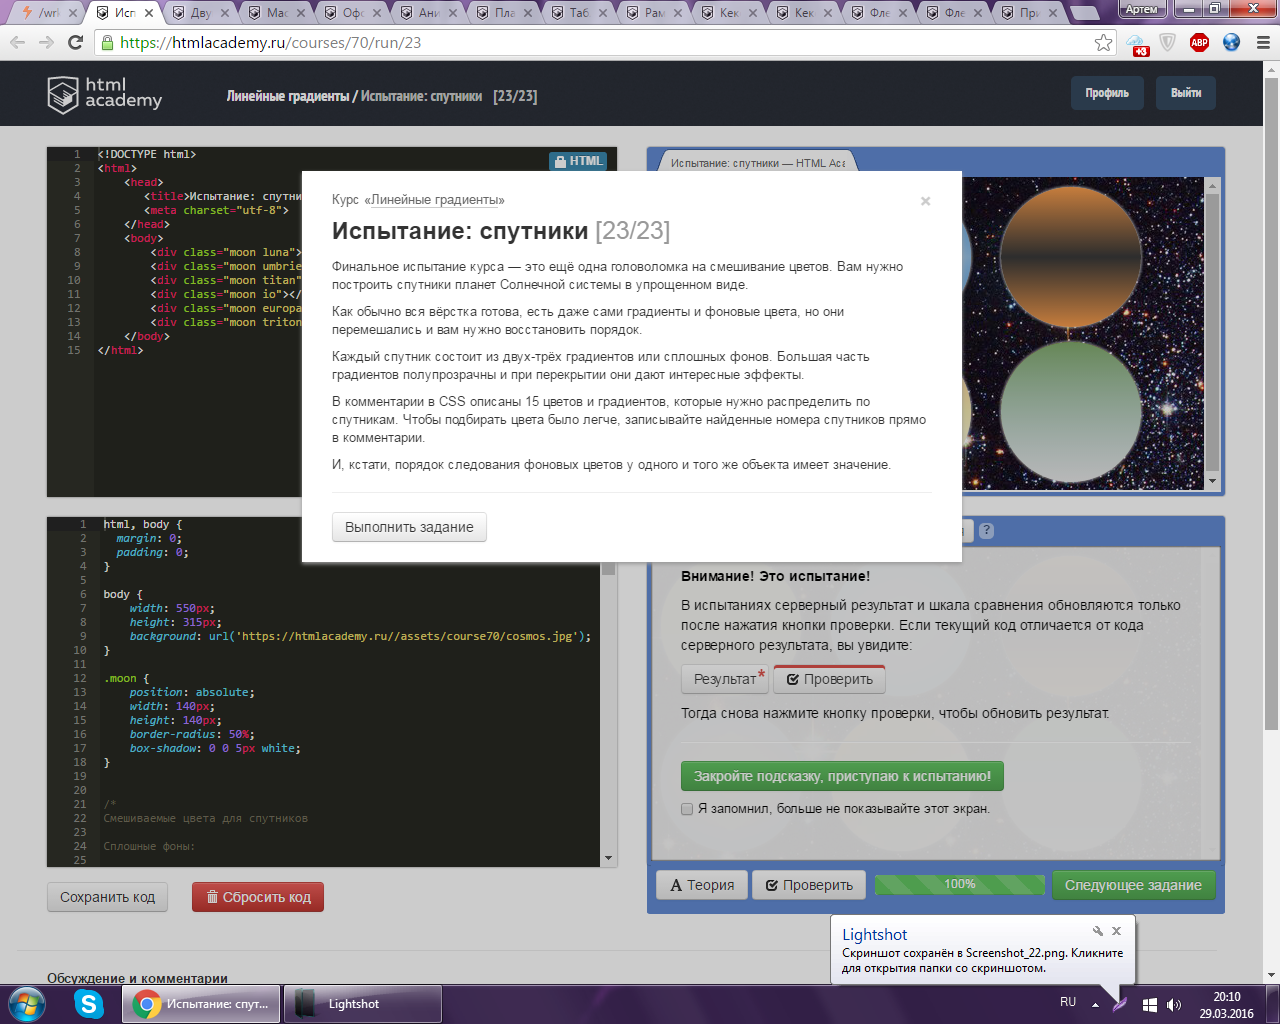 /wrk
Исп
Дву
Мас
Офо
Ани
Пла
Таб
Рам
Кек
Кек
Фле
Фле
При
Артем
https://htmlacademy.ru/courses/70/run/23
+3
ABP
html
academy
Линейные градиенты / Испытание: спутники [23/23]
Профиль
Выйти
HTML
1 <!DOCTYPE html>
2 <html>
3 <head>
4 <title>Испытание: спутни
5 <meta charset="utf-8">
6 </head>
7 <body>
8 <div class="moon luna">
9 <div class="moon umbrie
10 <div class="moon titan"
11 <div class="moon io"></
12 <div class="moon europa
13 <div class="moon triton
14 </body>
15 </html>
Испытание: спутники — HTML Aca
Курс «Линейные градиенты»
×
Испытание: спутники [23/23]
Финальное испытание курса — это ещё одна головоломка на смешивание цветов. Вам нужно
построить спутники планет Солнечной системы в упрощенном виде.
Как обычно вся вёрстка готова, есть даже сами градиенты и фоновые цвета, но они
перемешались и вам нужно восстановить порядок.
Каждый спутник состоит из двух-трёх градиентов или сплошных фонов. Большая часть
градиентов полупрозрачны и при перекрытии они дают интересные эффекты.
В комментарии в CSS описаны 15 цветов и градиентов, которые нужно распределить по
спутникам. Чтобы подбирать цвета было легче, записывайте найденные номера спутников прямо
в комментарии.
И, кстати, порядок следования фоновых цветов у одного и того же объекта имеет значение.
Выполнить задание
1 html, body {
2 margin: 0;
3 padding: 0;
4 }
5
6 body {
7 width: 550px;
8 height: 315px;
9 background: url('https://htmlacademy.ru//assets/course70/cosmos.jpg');
10 }
11
12 .moon {
13 position: absolute;
14 width: 140px;
15 height: 140px;
16 border-radius: 50%;
17 box-shadow: 0 0 5px white;
18 }
19
20
21 /*
22 Смешиваемые цвета для спутников
23
24 Сплошные фоны:
25
?
Внимание! Это испытание!
В испытаниях серверный результат и шкала сравнения обновляются только
после нажатия кнопки проверки. Если текущий код отличается от кода
серверного результата, вы увидите:
Результат*
Проверить
Тогда снова нажмите кнопку проверки, чтобы обновить результат.
Закройте подсказку, приступаю к испытанию!
Я запомнил, больше не показывайте этот экран.
Сохранить код
Сбросить код
Теория
Проверить
100%
Следующее задание
Обсуждение и комментарии
Lightshot
Скриншот сохранён в Screenshot_22.png. Кликните
для открытия папки со скриншотом.
Испытание: спут...
Lightshot
RU
20:10
29.03.2016